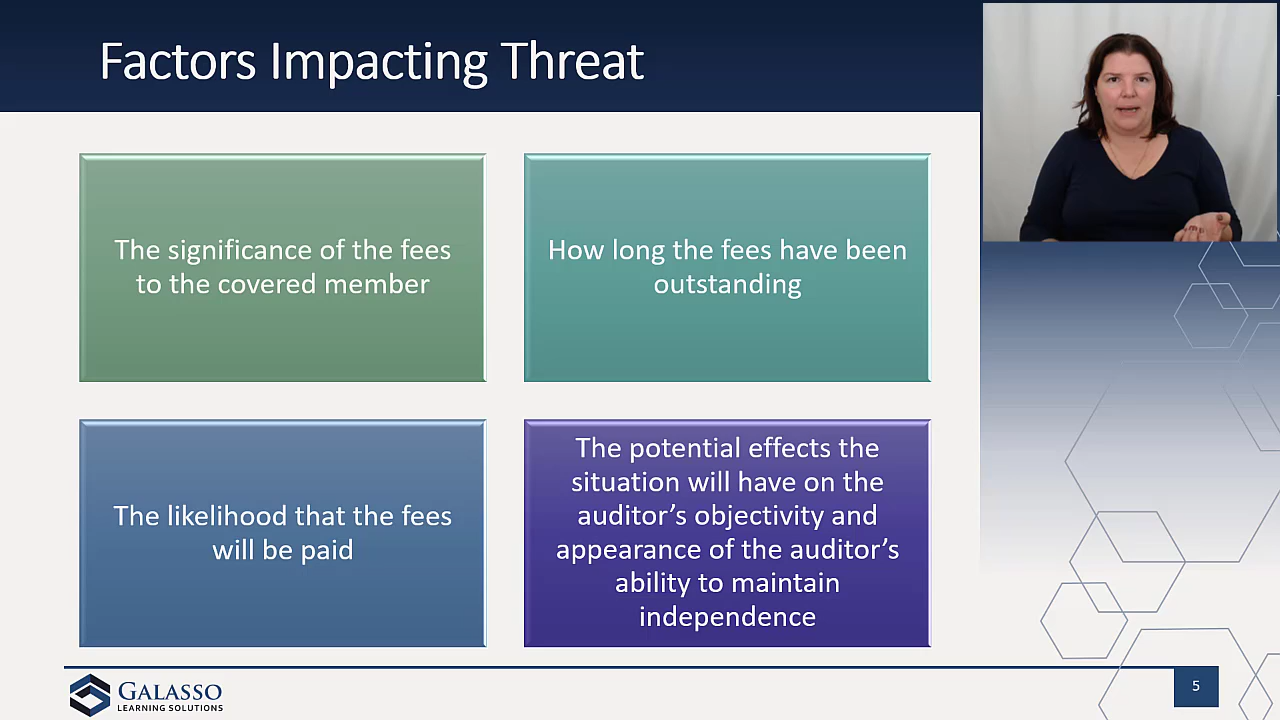 Factors Impacting Threat
The significance of the fees
to the covered member
How long the fees have been
outstanding
The likelihood that the fees
will be paid
The potential effects the
situation will have on the
auditor’s objectivity and
appearance of the auditor’s
ability to maintain
independence
GALASSO
LEARNING SOLUTIONS
5